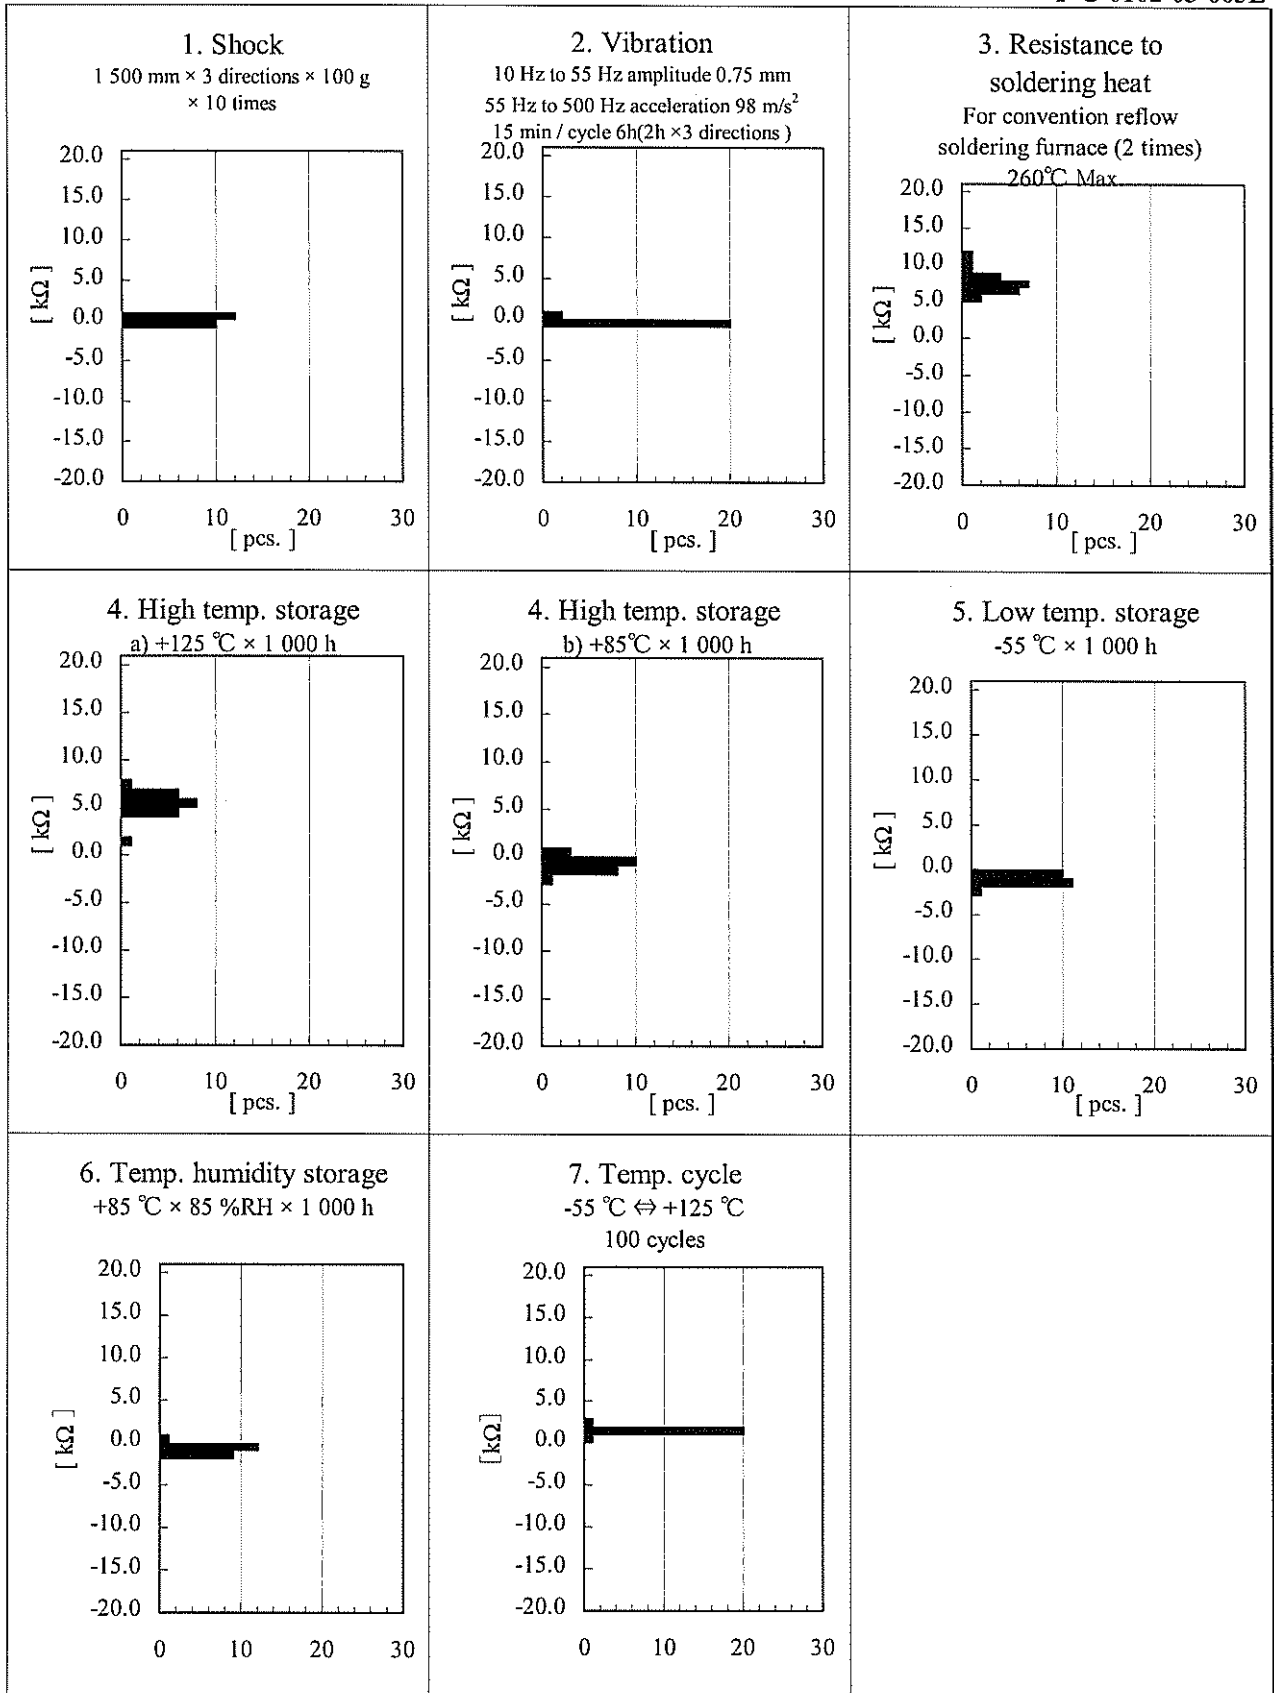 1. Shock
1 500 mm × 3 directions × 100 g
× 10 times
20.0
15.0
10.0
5.0
0.0
-5.0
-10.0
-15.0
-20.0
[ kΩ ]
0 10 20 30
[ pcs. ]
2. Vibration
10 Hz to 55 Hz amplitude 0.75 mm
55 Hz to 500 Hz acceleration 98 m/s²
15 min / cycle 6h(2h ×3 directions )
20.0
15.0
10.0
5.0
0.0
-5.0
-10.0
-15.0
-20.0
[ kΩ ]
0 10 20 30
[ pcs. ]
3. Resistance to
soldering heat
For convention reflow
soldering furnace (2 times)
260℃ Max
20.0
15.0
10.0
5.0
0.0
-5.0
-10.0
-15.0
-20.0
[ kΩ ]
0 10 20 30
[ pcs. ]
4. High temp. storage
a) +125 ℃ × 1 000 h
20.0
15.0
10.0
5.0
0.0
-5.0
-10.0
-15.0
-20.0
[ kΩ ]
0 10 20 30
[ pcs. ]
4. High temp. storage
b) +85℃ × 1 000 h
20.0
15.0
10.0
5.0
0.0
-5.0
-10.0
-15.0
-20.0
[ kΩ ]
0 10 20 30
[ pcs. ]
5. Low temp. storage
-55 ℃ × 1 000 h
20.0
15.0
10.0
5.0
0.0
-5.0
-10.0
-15.0
-20.0
[ kΩ ]
0 10 20 30
[ pcs. ]
6. Temp. humidity storage
+85 ℃ × 85 %RH × 1 000 h
20.0
15.0
10.0
5.0
0.0
-5.0
-10.0
-15.0
-20.0
[ kΩ ]
0 10 20 30
7. Temp. cycle
-55 ℃ ⇔ +125 ℃
100 cycles
20.0
15.0
10.0
5.0
0.0
-5.0
-10.0
-15.0
-20.0
[kΩ]
0 10 20 30